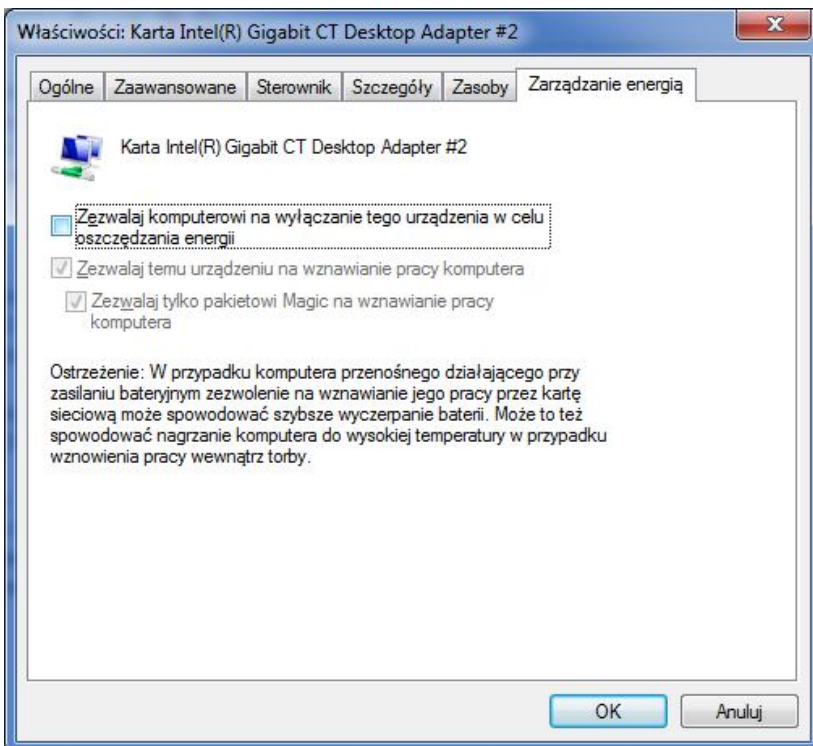 Właściwości: Karta Intel(R) Gigabit CT Desktop Adapter #2
Ogólne Zaawansowane Sterownik Szczegóły Zasoby Zarządzanie energią
Karta Intel(R) Gigabit CT Desktop Adapter #2
Zezwalaj komputerowi na wyłączanie tego urządzenia w celu
oszczędzania energii
Zezwalaj temu urządzeniu na wznawianie pracy komputera
Zezwalaj tylko pakietowi Magic na wznawianie pracy
komputera
Ostrzeżenie: W przypadku komputera przenośnego działającego przy
zasilaniu bateryjnym zezwolenie na wznawianie jego pracy przez kartę
sieciową może spowodować szybsze wyczerpanie baterii. Może to też
spowodować nagrzanie komputera do wysokiej temperatury w przypadku
wznowienia pracy wewnątrz torby.
OK Anuluj